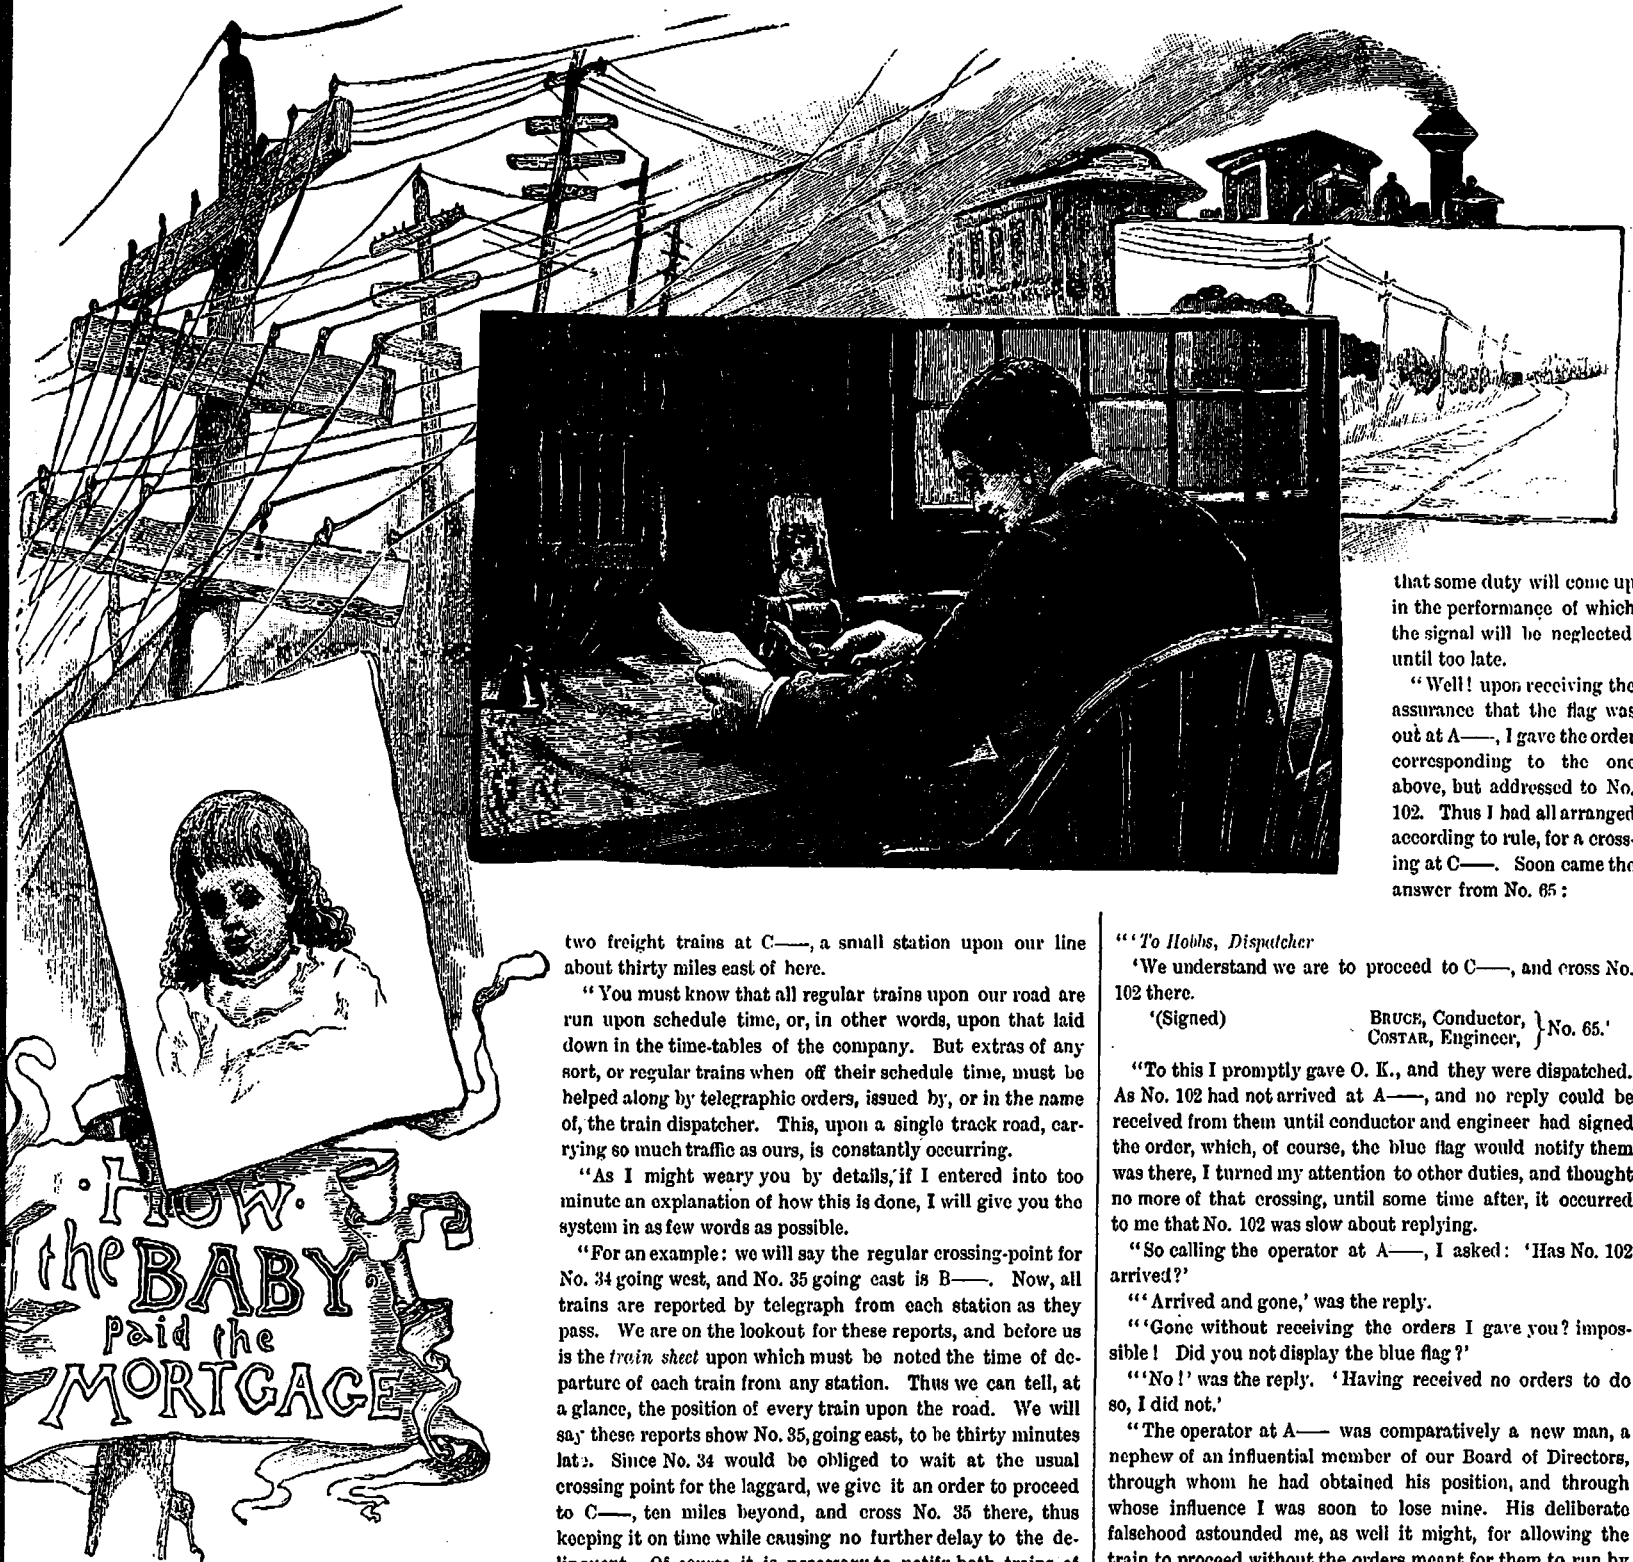 HOW
the BABY
paid the
MORTGAGE
two freight trains at C——, a small station upon our line
about thirty miles east of here.
“You must know that all regular trains upon our road are
run upon schedule time, or, in other words, upon that laid
down in the time-tables of the company. But extras of any
sort, or regular trains when off their schedule time, must be
helped along by telegraphic orders, issued by, or in the name
of, the train dispatcher. This, upon a single track road, car-
rying so much traffic as ours, is constantly occurring.
“As I might weary you by details, if I entered into too
minute an explanation of how this is done, I will give you the
system in as few words as possible.
“For an example: we will say the regular crossing-point for
No. 34 going west, and No. 35 going east is B——. Now, all
trains are reported by telegraph from each station as they
pass. We are on the lookout for these reports, and before us
is the train sheet upon which must be noted the time of de-
parture of each train from any station. Thus we can tell, at
a glance, the position of every train upon the road. We will
say these reports show No. 35, going east, to be thirty minutes
late. Since No. 34 would be obliged to wait at the usual
crossing point for the laggard, we give it an order to proceed
to C——, ten miles beyond, and cross No. 35 there, thus
keeping it on time while causing no further delay to the de-
linquent. Of course it is necessary to notify both trains of
that some duty will come up
in the performance of which
the signal will be neglected
until too late.
“Well! upon receiving the
assurance that the flag was
out at A——, I gave the order
corresponding to the one
above, but addressed to No.
102. Thus I had all arranged
according to rule, for a cross-
ing at C——. Soon came the
answer from No. 65:
“‘To Hobbs, Dispatcher
‘We understand we are to proceed to C——, and cross No.
102 there.
‘(Signed) BRUCE, Conductor,
COSTAR, Engineer, } No. 65.’
“To this I promptly gave O. K., and they were dispatched.
As No. 102 had not arrived at A——, and no reply could be
received from them until conductor and engineer had signed
the order, which, of course, the blue flag would notify them
was there, I turned my attention to other duties, and thought
no more of that crossing, until some time after, it occurred
to me that No. 102 was slow about replying.
“So calling the operator at A——, I asked: ‘Has No. 102
arrived?’
“‘Arrived and gone,’ was the reply.
“‘Gone without receiving the orders I gave you? impos-
sible! Did you not display the blue flag?’
“‘No!’ was the reply. ‘Having received no orders to do
so, I did not.’
“The operator at A—— was comparatively a new man, a
nephew of an influential member of our Board of Directors,
through whom he had obtained his position, and through
whose influence I was soon to lose mine. His deliberate
falsehood astounded me, as well it might, for allowing the
train to proceed without the orders meant for them to run by